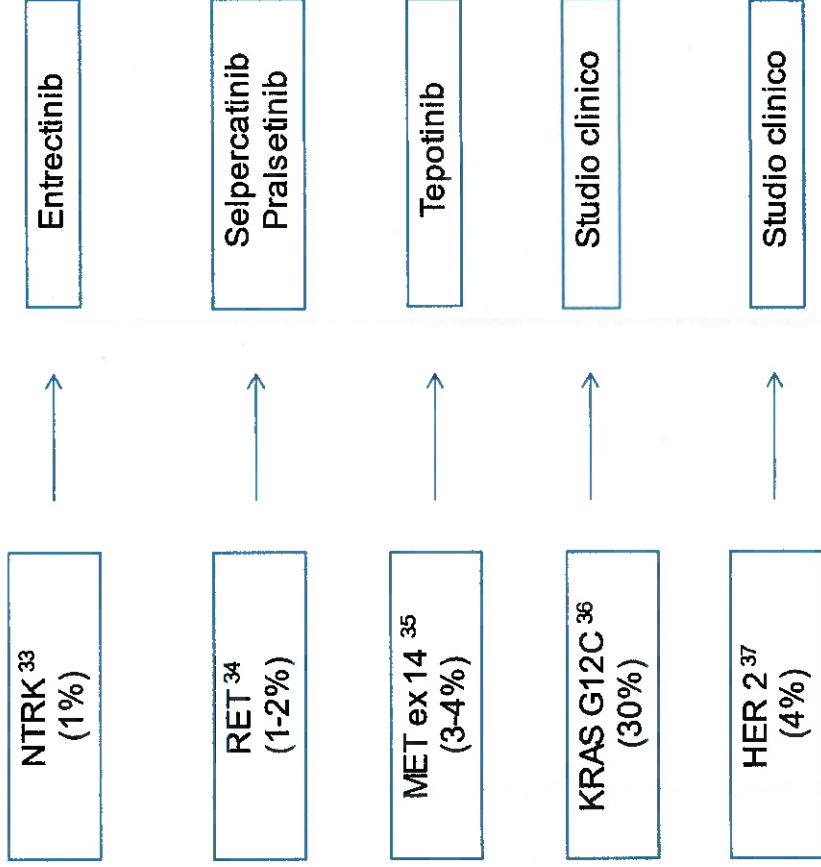 NTRK 33
(1%)
Entrectinib
RET 34
(1-2%)
Selpercatinib
Pralsetinib
MET ex 14 35
(3-4%)
Tepotinib
KRAS G12C 36
(30%)
Studio clinico
HER 2 37
(4%)
Studio clinico